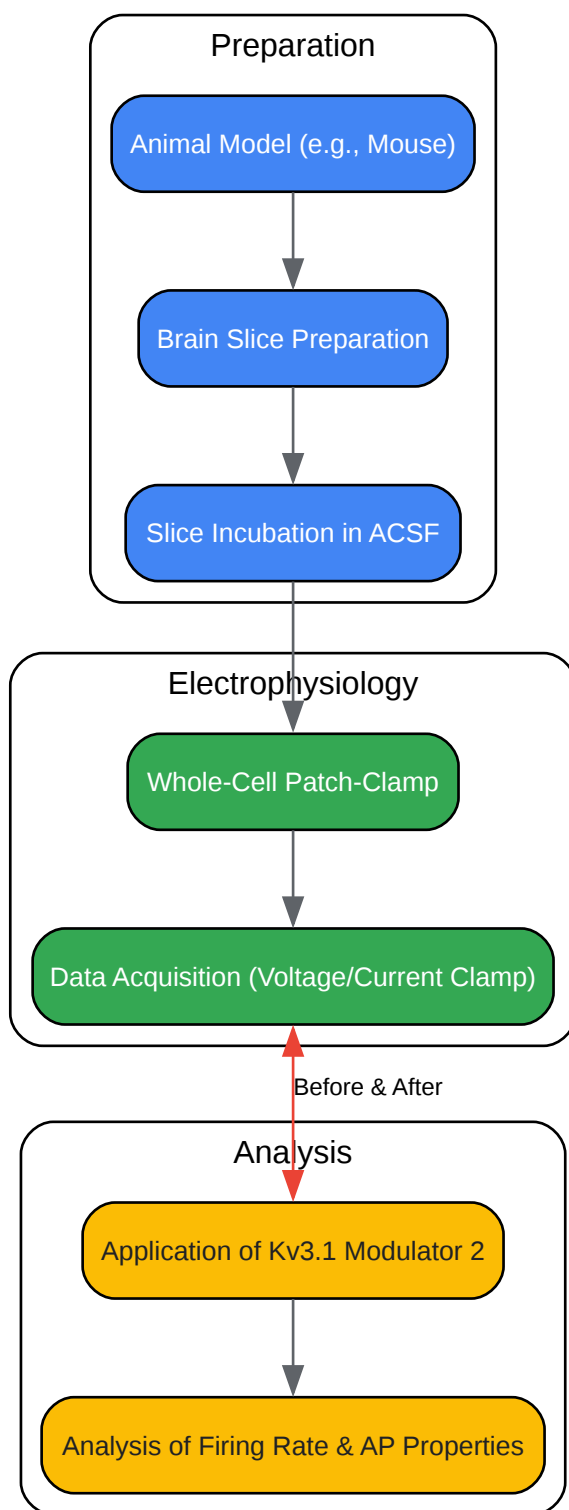 Preparation
Animal Model (e.g., Mouse)
Brain Slice Preparation
Slice Incubation in ACSF
Electrophysiology
Whole-Cell Patch-Clamp
Data Acquisition (Voltage/Current Clamp)
Before & After
Analysis
Application of Kv3.1 Modulator 2
Analysis of Firing Rate & AP Properties